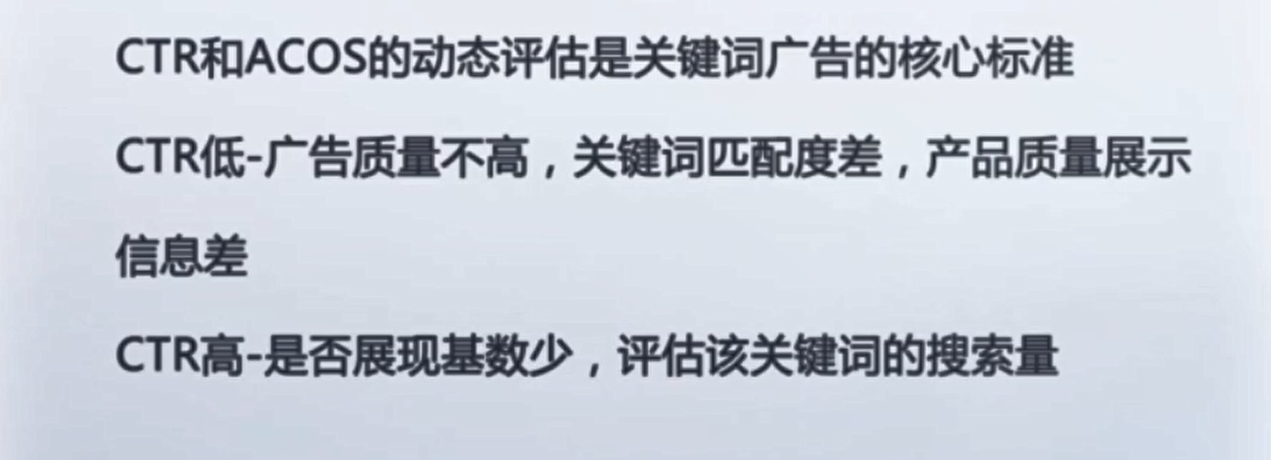 CTR和ACOS的动态评估是关键词广告的核心标准
CTR低-广告质量不高，关键词匹配度差，产品质量展示
信息差
CTR高-是否展现基数少，评估该关键词的搜索量